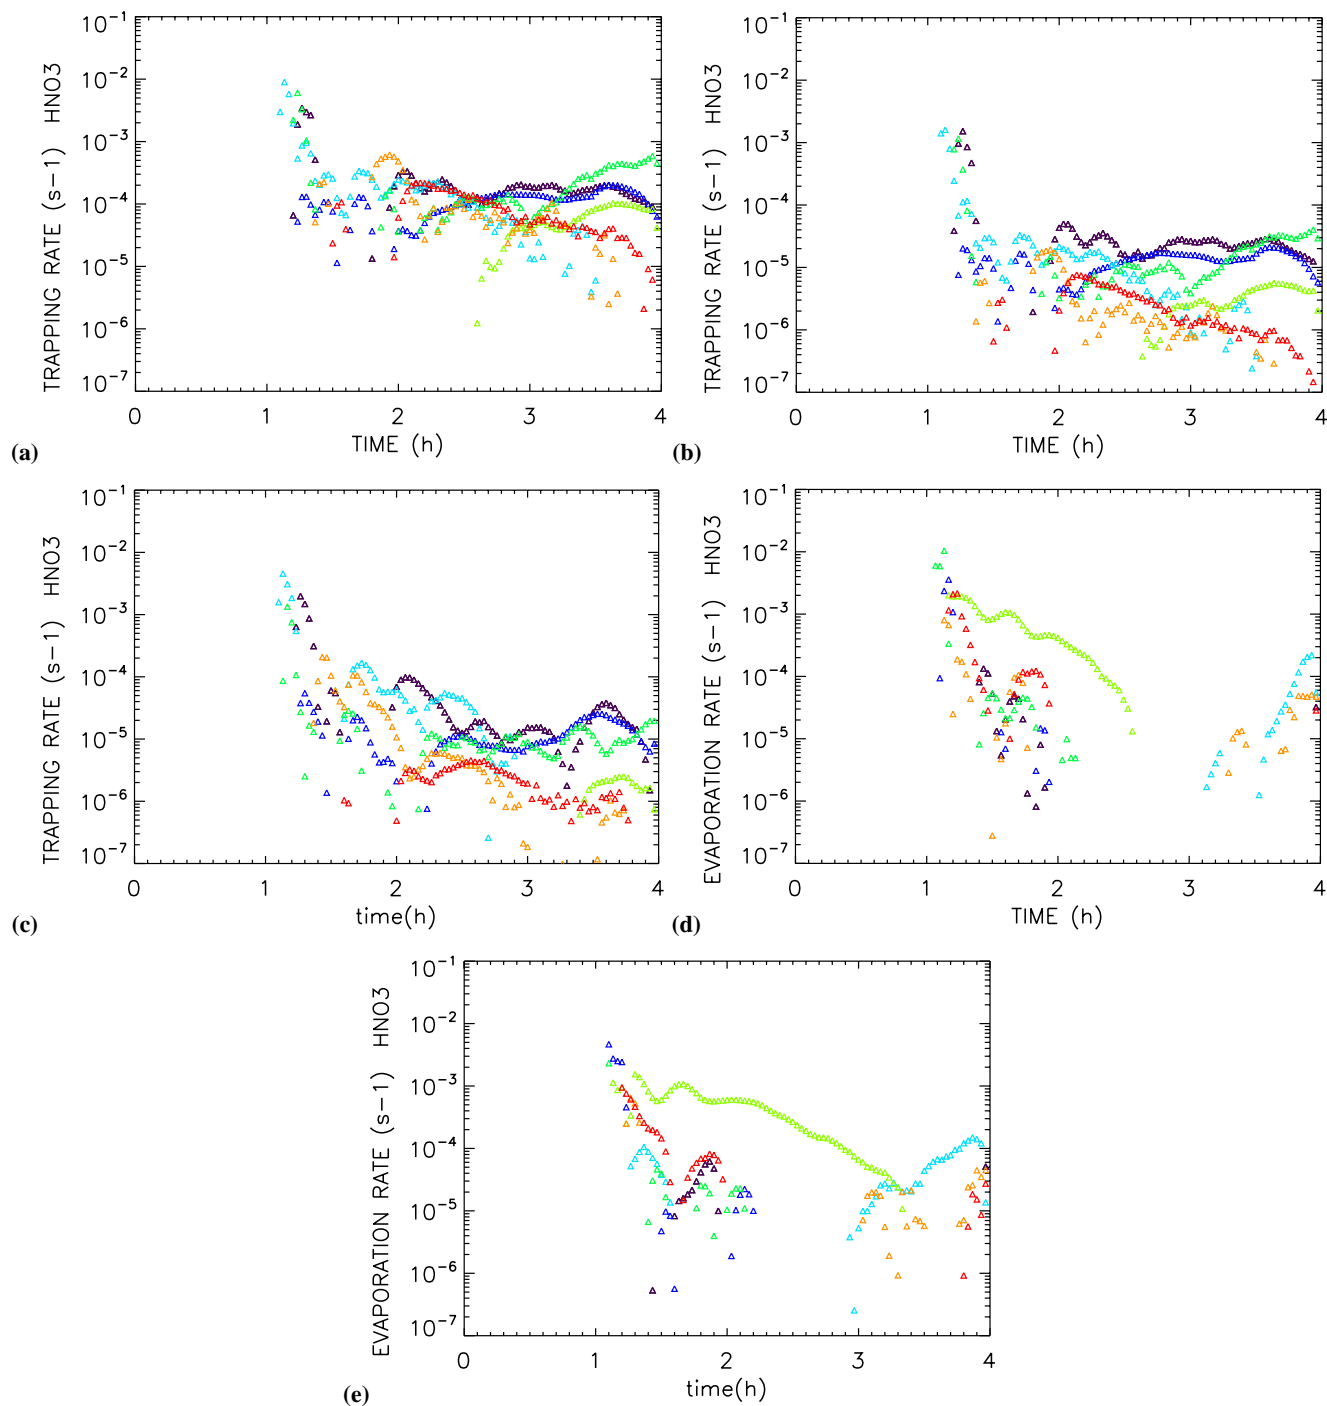 TRAPPING RATE (s−1) HNO3
10^-1
10^-2
10^-3
10^-4
10^-5
10^-6
10^-7
0 1 2 3 4
TIME (h)
(a)
TRAPPING RATE (s−1) HNO3
10^-1
10^-2
10^-3
10^-4
10^-5
10^-6
10^-7
0 1 2 3 4
TIME (h)
(b)
TRAPPING RATE (s−1) HNO3
10^-1
10^-2
10^-3
10^-4
10^-5
10^-6
10^-7
0 1 2 3 4
time(h)
(c)
EVAPORATION RATE (s−1) HNO3
10^-1
10^-2
10^-3
10^-4
10^-5
10^-6
10^-7
0 1 2 3 4
TIME (h)
(d)
EVAPORATION RATE (s−1) HNO3
10^-1
10^-2
10^-3
10^-4
10^-5
10^-6
10^-7
0 1 2 3 4
time(h)
(e)